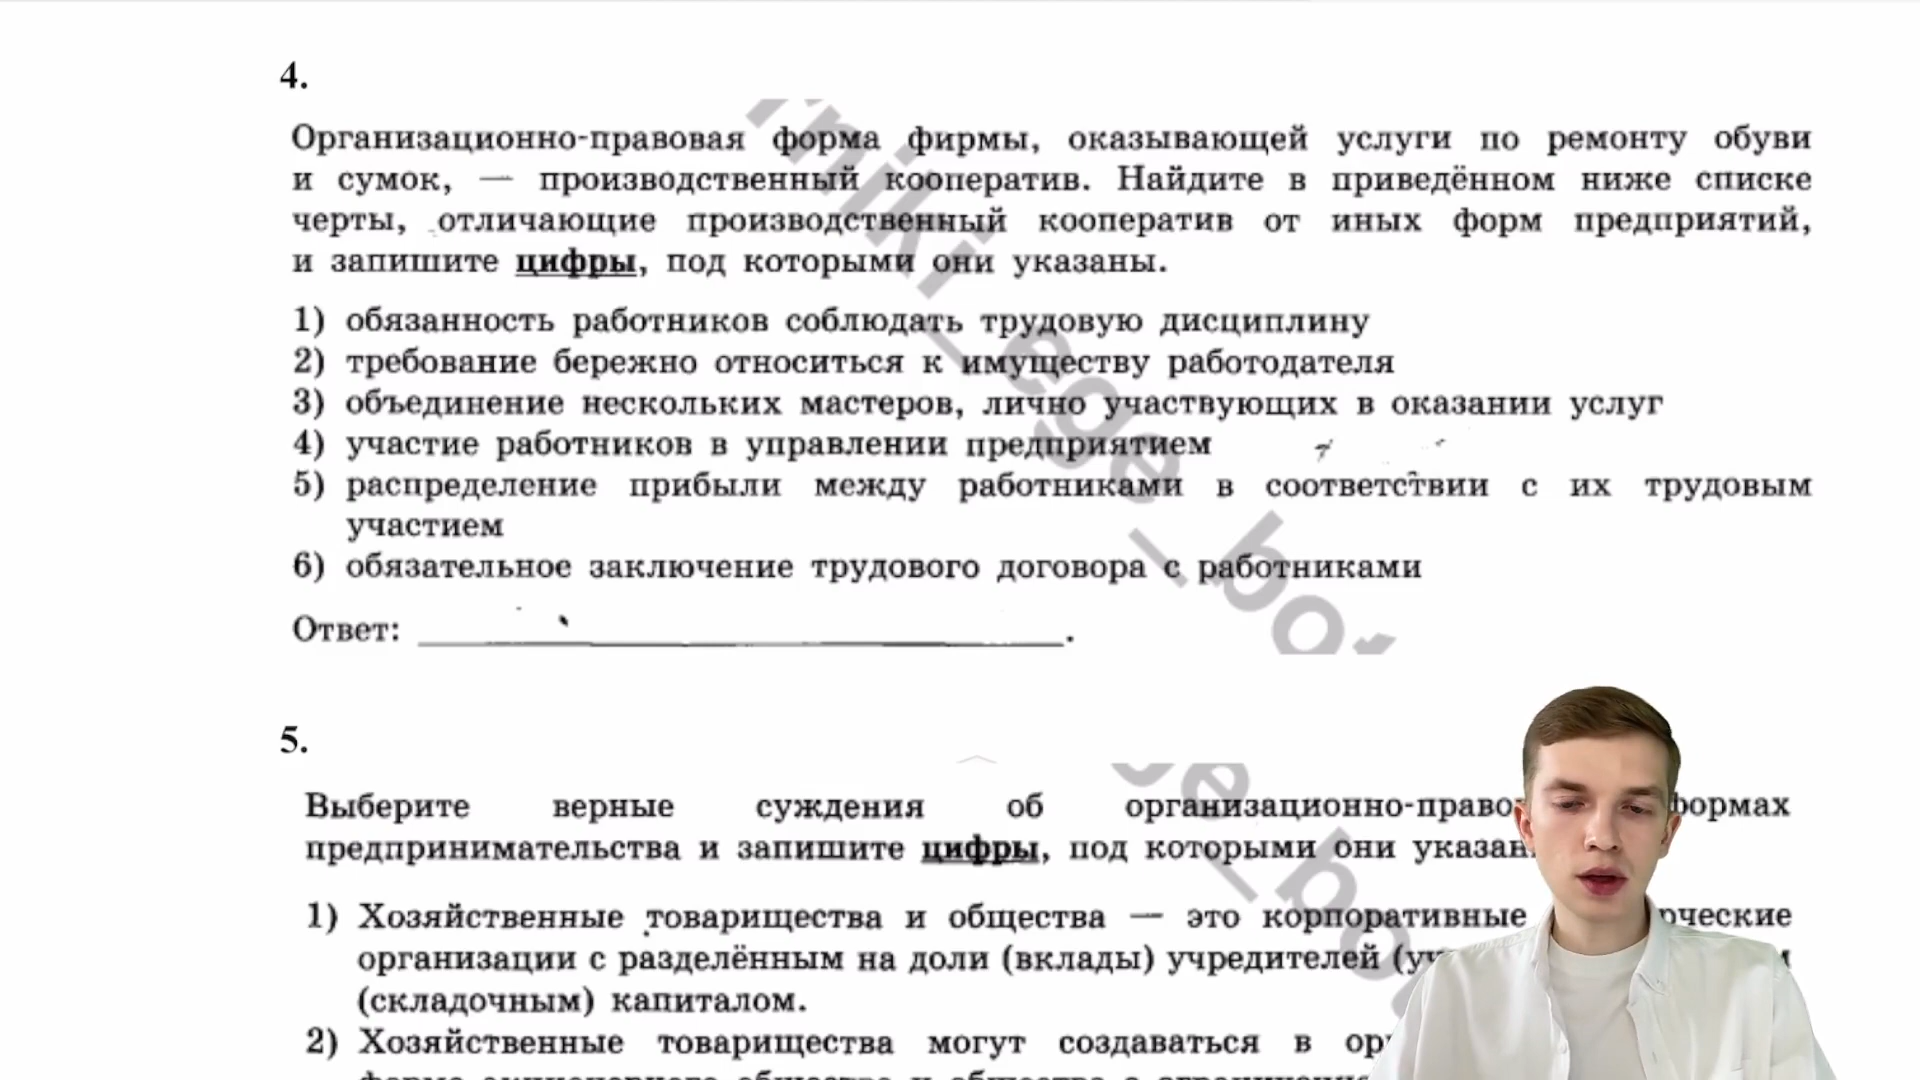 4.
Организационно-правовая форма фирмы, оказывающей услуги по ремонту обуви
и сумок, — производственный кооператив. Найдите в приведённом ниже списке
черты, отличающие производственный кооператив от иных форм предприятий,
и запишите цифры, под которыми они указаны.
1) обязанность работников соблюдать трудовую дисциплину
2) требование бережно относиться к имуществу работодателя
3) объединение нескольких мастеров, лично участвующих в оказании услуг
4) участие работников в управлении предприятием
5) распределение прибыли между работниками в соответствии с их трудовым
участием
6) обязательное заключение трудового договора с работниками
Ответ:
5.
Выберите верные суждения об формах
предпринимательства и запишите цифры, под которыми они
1) Хозяйственные товарищества и общества — это корпоративные
организации с разделённым на доли (вклады) учредителей
(складочным) капиталом.
2) Хозяйственные товарищества могут создаваться в